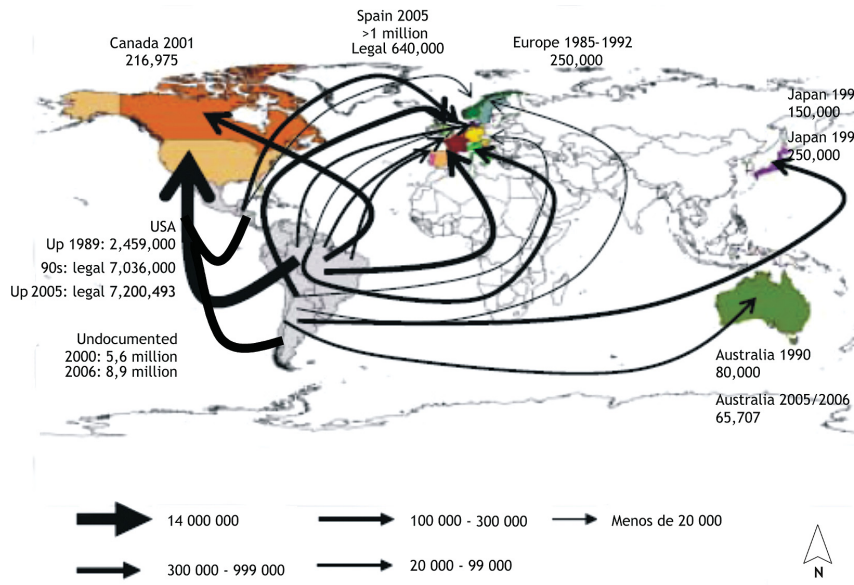 Spain 2005
>1 million
Legal 640,000
Canada 2001
216,975
Europe 1985-1992
250,000
Japan 199
150,000
Japan 199
250,000
USA
Up 1989: 2,459,000
90s: legal 7,036,000
Up 2005: legal 7,200,493
Undocumented
2000: 5,6 million
2006: 8,9 million
Australia 1990
80,000
Australia 2005/2006
65,707
14 000 000
100 000 - 300 000
Menos de 20 000
300 000 - 999 000
20 000 - 99 000
N